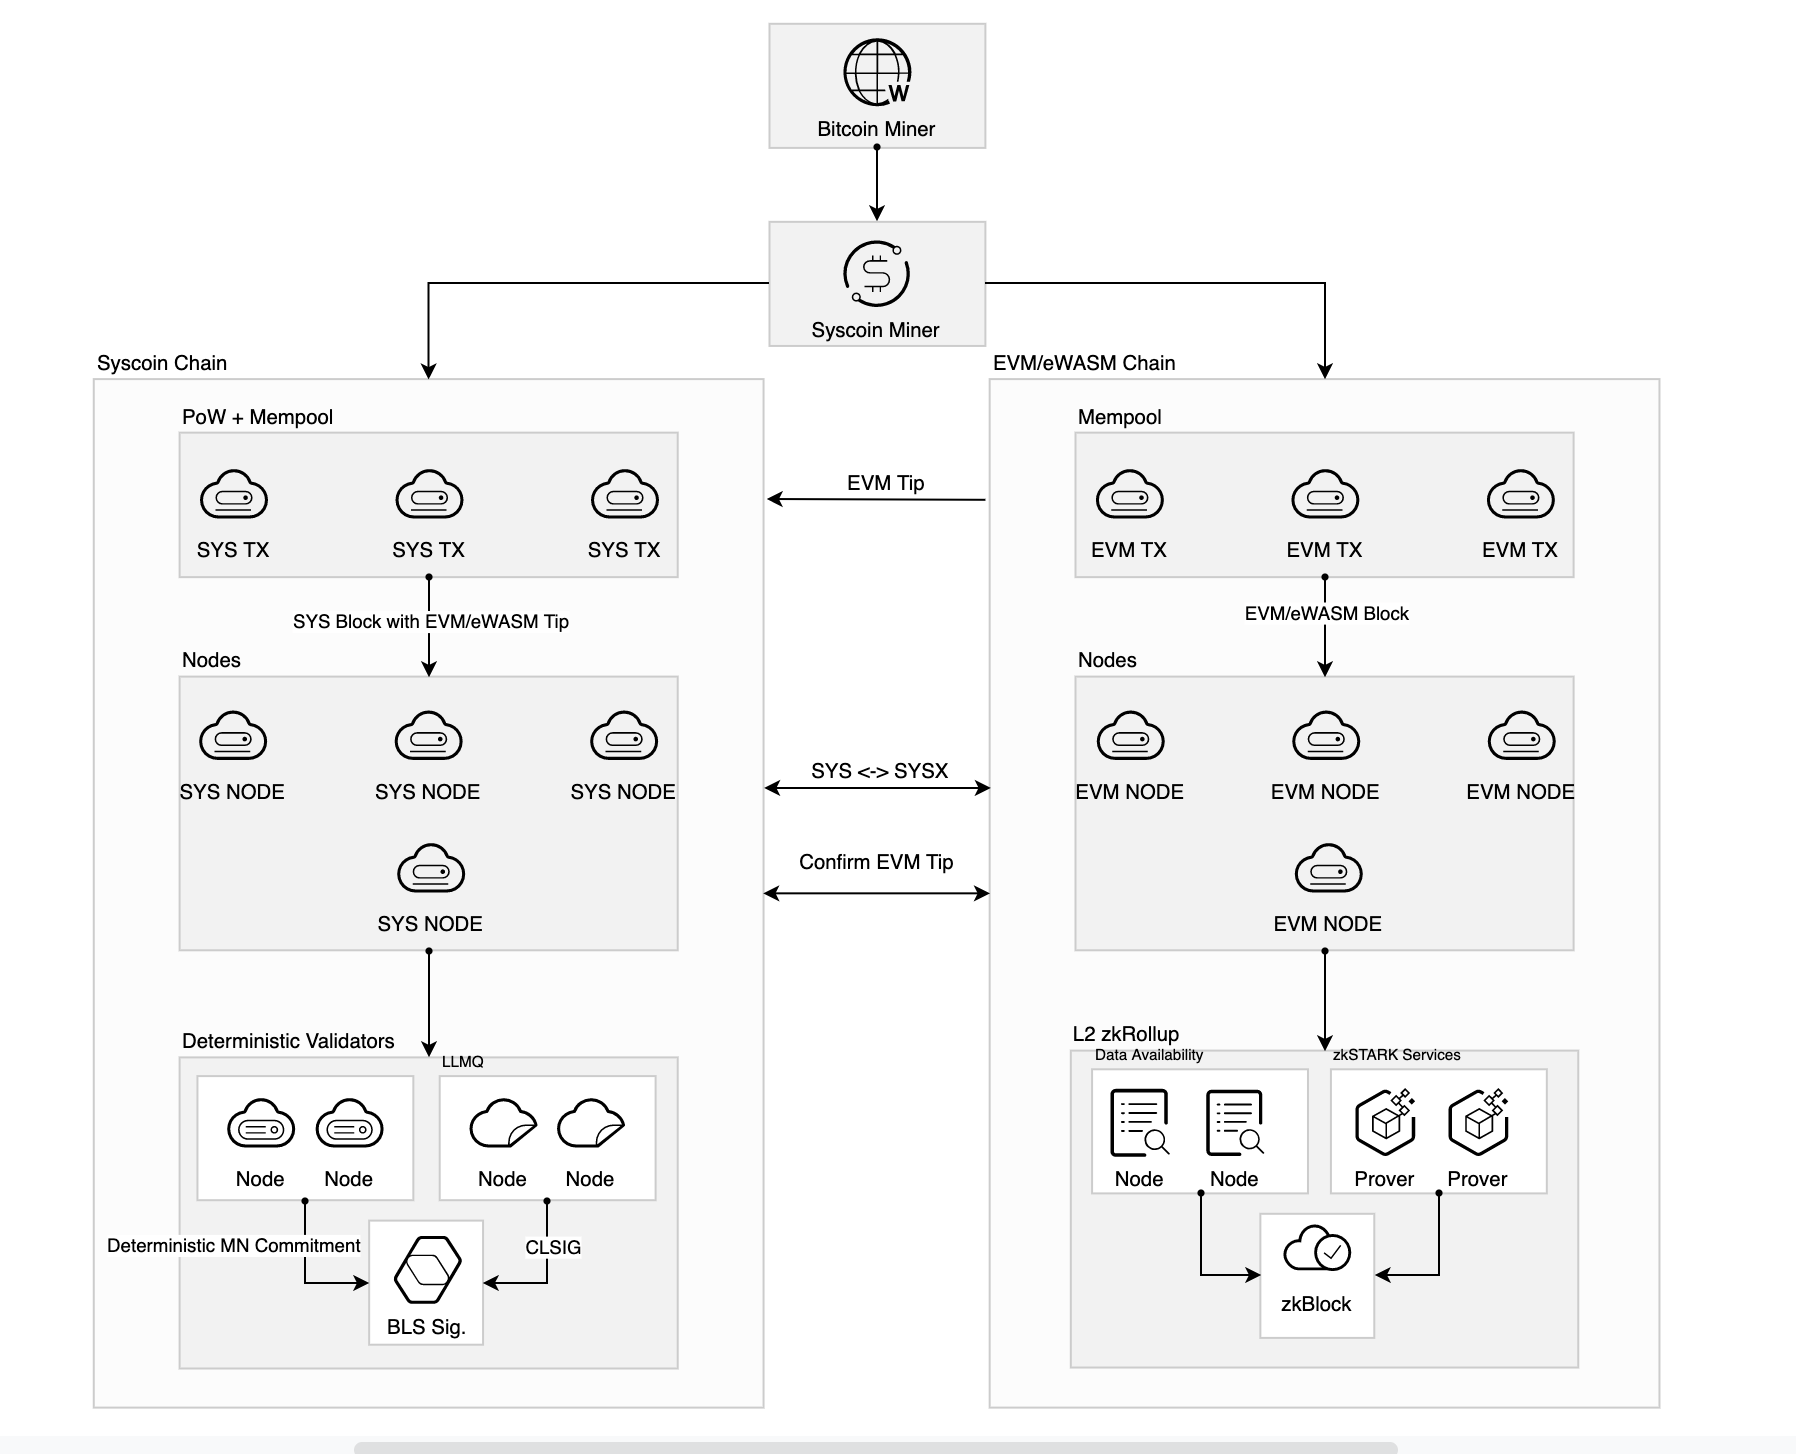 W
Bitcoin Miner
Syscoin Miner
Syscoin Chain
PoW + Mempool
SYS TX
SYS TX
SYS TX
SYS Block with EVM/eWASM Tip
Nodes
SYS NODE
SYS NODE
SYS NODE
SYS NODE
Deterministic Validators
LLMQ
Node
Node
Node
Node
Deterministic MN Commitment
CLSIG
BLS Sig.
EVM Tip
SYS <-> SYSX
Confirm EVM Tip
EVM/eWASM Chain
Mempool
EVM TX
EVM TX
EVM TX
EVM/eWASM Block
Nodes
EVM NODE
EVM NODE
EVM NODE
EVM NODE
L2 zkRollup
Data Availability
zkSTARK Services
Node
Node
Prover
Prover
zkBlock